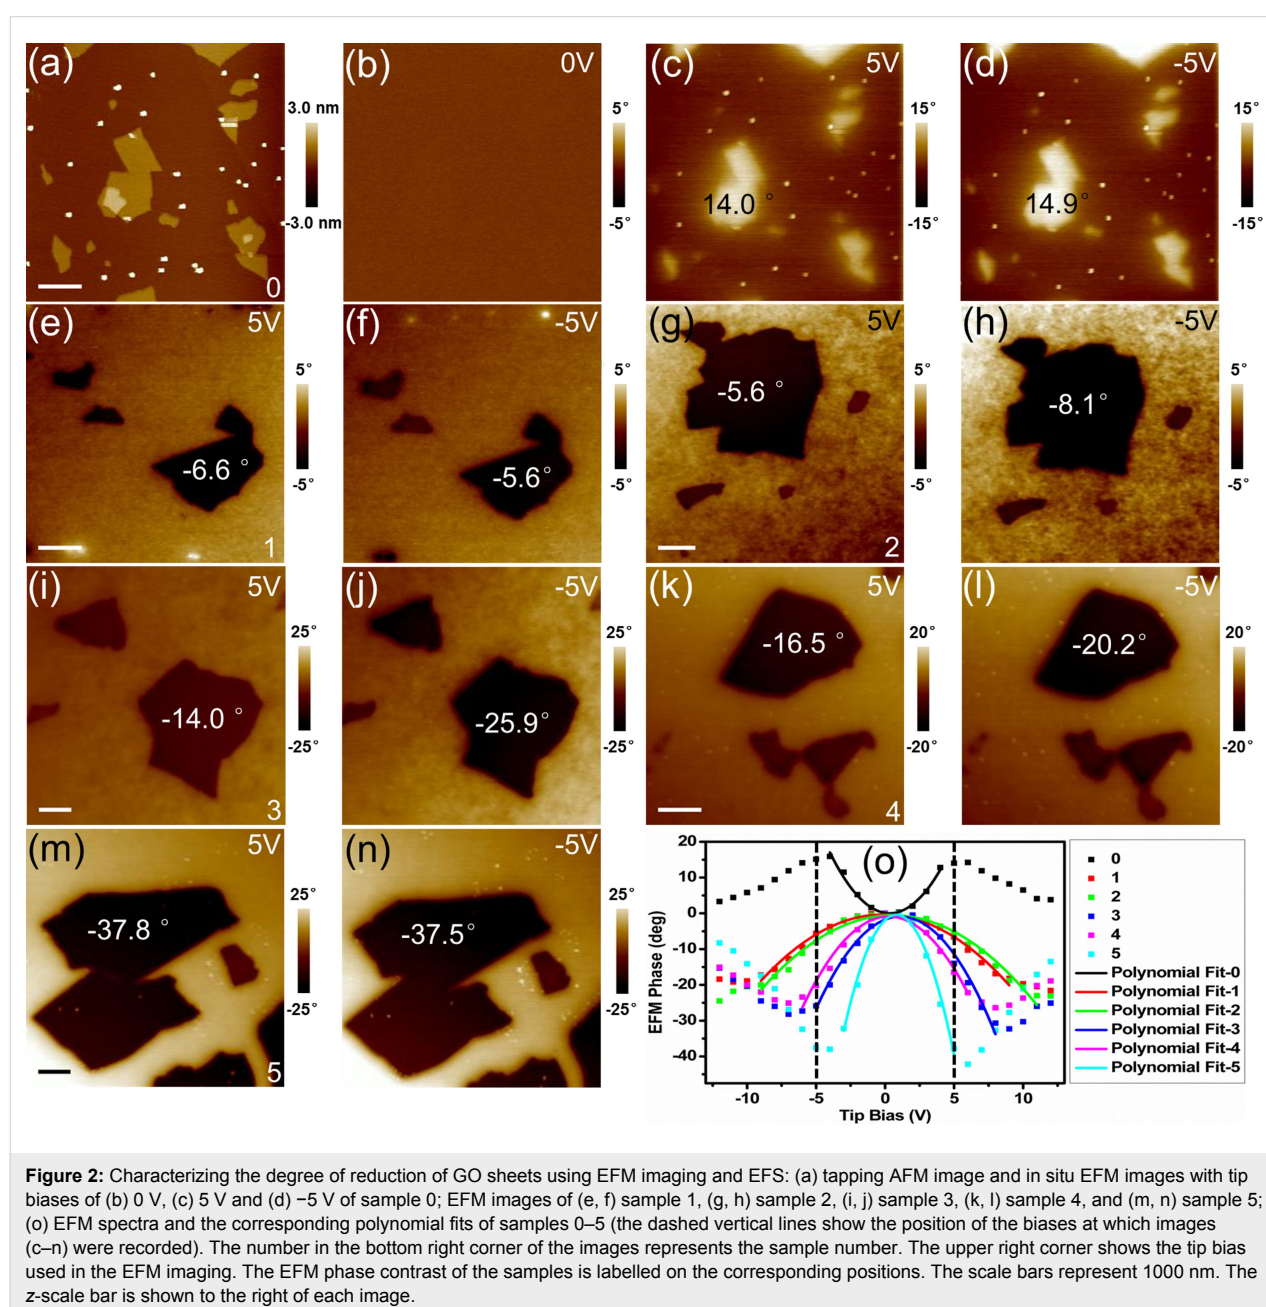 (a)
3.0 nm
-3.0 nm
0
(b)
0V
5°
-5°
(c)
5V
14.0 °
15°
-15°
(d)
-5V
14.9°
15°
-15°
(e)
5V
-6.6 °
1
5°
-5°
(f)
-5V
-5.6°
(g)
5V
-5.6 °
2
5°
-5°
(h)
-5V
-8.1°
5°
-5°
(i)
5V
-14.0 °
3
25°
-25°
(j)
-5V
-25.9°
25°
-25°
(k)
5V
-16.5 °
4
20°
-20°
(l)
-5V
-20.2°
20°
-20°
(m)
5V
-37.8 °
5
25°
-25°
(n)
-5V
-37.5°
25°
-25°
(o)
EFM Phase (deg)
20
10
0
-10
-20
-30
-40
-10 -5 0 5 10
Tip Bias (V)
0
1
2
3
4
5
Polynomial Fit-0
Polynomial Fit-1
Polynomial Fit-2
Polynomial Fit-3
Polynomial Fit-4
Polynomial Fit-5
Figure 2: Characterizing the degree of reduction of GO sheets using EFM imaging and EFS: (a) tapping AFM image and in situ EFM images with tip
biases of (b) 0 V, (c) 5 V and (d) −5 V of sample 0; EFM images of (e, f) sample 1, (g, h) sample 2, (i, j) sample 3, (k, l) sample 4, and (m, n) sample 5;
(o) EFM spectra and the corresponding polynomial fits of samples 0–5 (the dashed vertical lines show the position of the biases at which images
(c–n) were recorded). The number in the bottom right corner of the images represents the sample number. The upper right corner shows the tip bias
used in the EFM imaging. The EFM phase contrast of the samples is labelled on the corresponding positions. The scale bars represent 1000 nm. The
z-scale bar is shown to the right of each image.